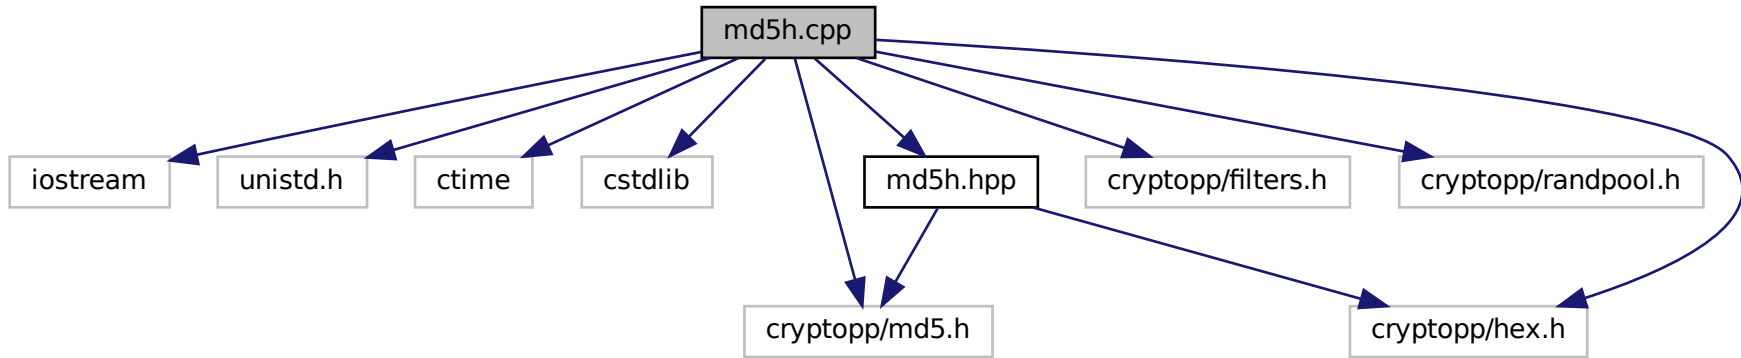 md5h.cpp
iostream
unistd.h
ctime
cstdlib
md5h.hpp
cryptopp/filters.h
cryptopp/randpool.h
cryptopp/md5.h
cryptopp/hex.h